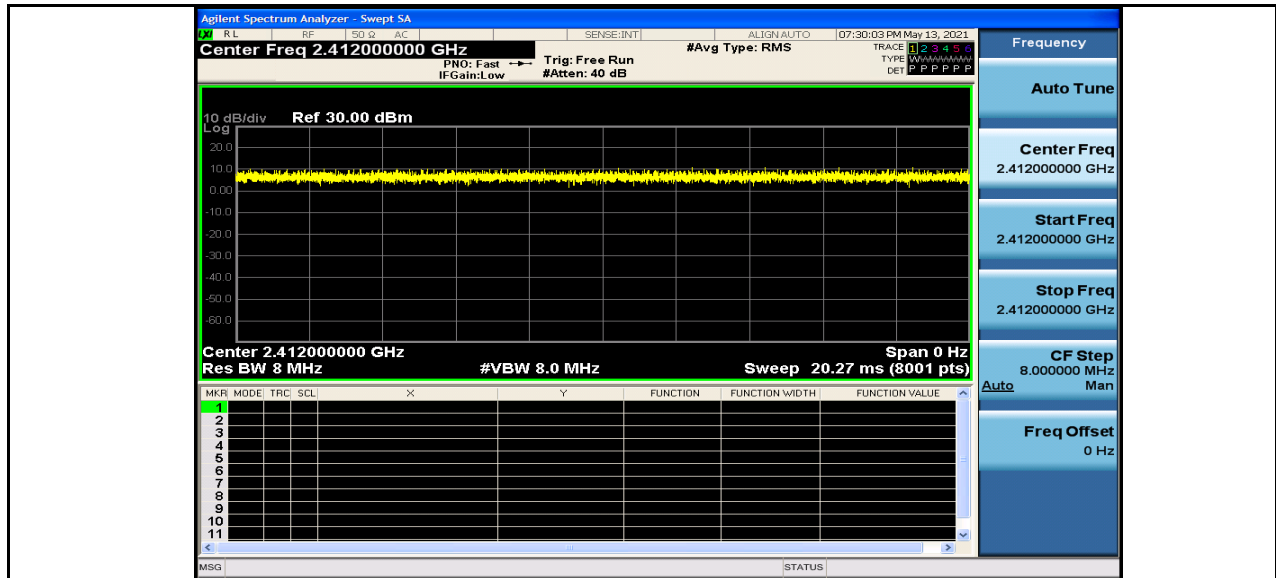 Agilent Spectrum Analyzer - Swept SA
LXI RL RF 50 Ω AC SENSE:INT ALIGN AUTO 07:30:03 PM May 13, 2021
Center Freq 2.412000000 GHz
PNO: Fast
IFGain:Low
Trig: Free Run
#Atten: 40 dB
#Avg Type: RMS
TRACE 1 2 3 4 5 6
TYPE
DET P P P P P P
10 dB/div Ref 30.00 dBm
Log
20.0
10.0
0.00
-10.0
-20.0
-30.0
-40.0
-50.0
-60.0
Center 2.412000000 GHz Span 0 Hz
Res BW 8 MHz #VBW 8.0 MHz Sweep 20.27 ms (8001 pts)
MKR MODE TRC SCL X Y FUNCTION FUNCTION WIDTH FUNCTION VALUE
1
2
3
4
5
6
7
8
9
10
11
MSG STATUS
Frequency
Auto Tune
Center Freq
2.412000000 GHz
Start Freq
2.412000000 GHz
Stop Freq
2.412000000 GHz
CF Step
8.000000 MHz
Auto Man
Freq Offset
0 Hz